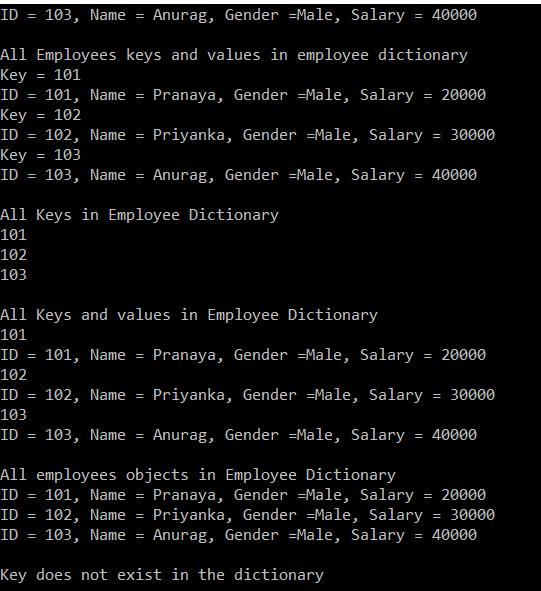 ID = 103, Name = Anurag, Gender =Male, Salary = 40000
All Employees keys and values in employee dictionary
Key = 101
ID = 101, Name = Pranaya, Gender =Male, Salary = 20000
Key = 102
ID = 102, Name = Priyanka, Gender =Male, Salary = 30000
Key = 103
ID = 103, Name = Anurag, Gender =Male, Salary = 40000
All Keys in Employee Dictionary
101
102
103
All Keys and values in Employee Dictionary
101
ID = 101, Name = Pranaya, Gender =Male, Salary = 20000
102
ID = 102, Name = Priyanka, Gender =Male, Salary = 30000
103
ID = 103, Name = Anurag, Gender =Male, Salary = 40000
All employees objects in Employee Dictionary
ID = 101, Name = Pranaya, Gender =Male, Salary = 20000
ID = 102, Name = Priyanka, Gender =Male, Salary = 30000
ID = 103, Name = Anurag, Gender =Male, Salary = 40000
Key does not exist in the dictionary